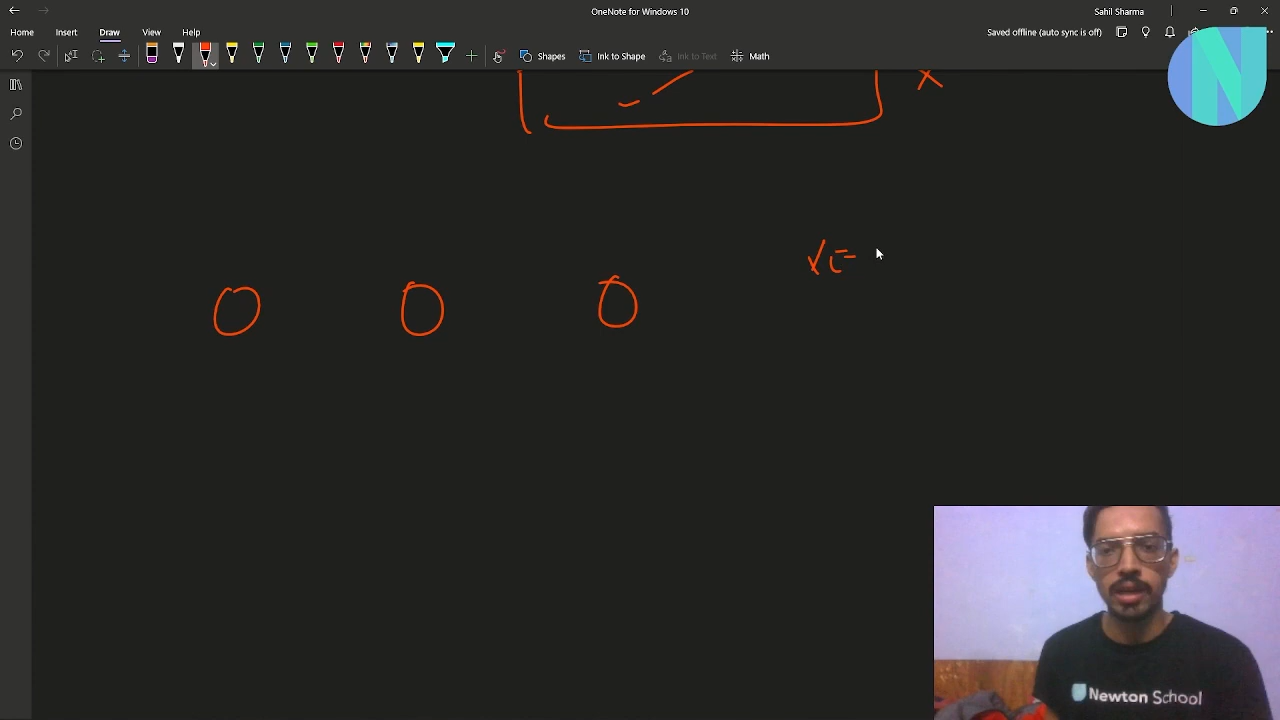 OneNote for Windows 10
Sahil Sharma
Home Insert Draw View Help
Saved offline (auto sync is off)
Shapes Ink to Shape Ink to Text Math
X
O O O
Newton School